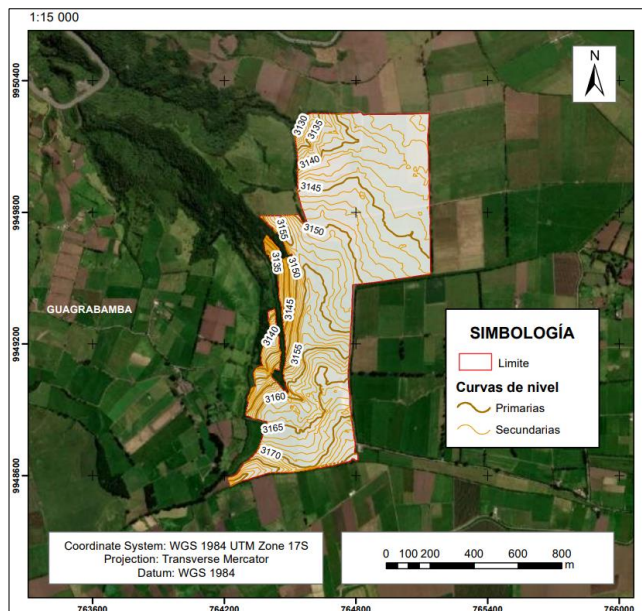 1:15 000
N
9950400
9949800
9949200
9948600
3130
3135
3140
3145
3150
3155
3135
3150
3145
3140
3155
3160
3165
3170
GUAGRABAMBA
SIMBOLOGÍA
Limite
Curvas de nivel
Primarias
Secundarias
Coordinate System: WGS 1984 UTM Zone 17S
Projection: Transverse Mercator
Datum: WGS 1984
0 100 200 400 600 800
m
763600 764200 764800 765400 766000